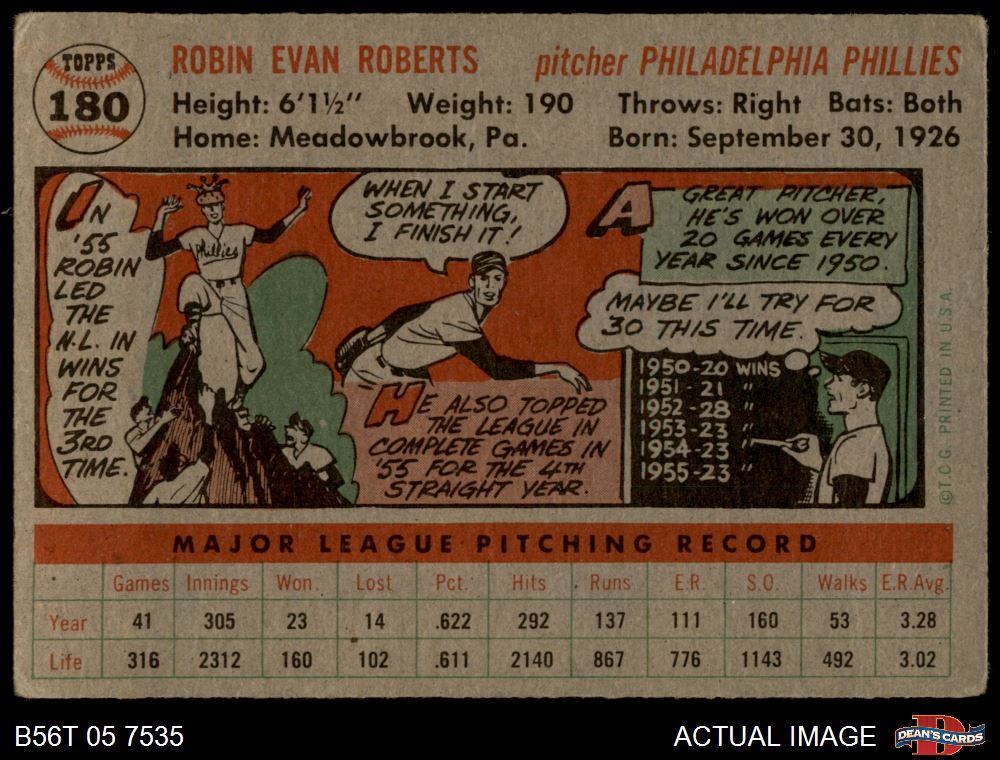 TOPPS
180
ROBIN EVAN ROBERTS pitcher PHILADELPHIA PHILLIES
Height: 6'1½" Weight: 190 Throws: Right Bats: Both
Home: Meadowbrook, Pa. Born: September 30, 1926
IN
'55
ROBIN
LED
THE
N.L. IN
WINS
FOR
THE
3RD
TIME.
Phillies
WHEN I START
SOMETHING,
I FINISH IT!
HE ALSO TOPPED
THE LEAGUE IN
COMPLETE GAMES IN
'55 FOR THE 4TH
STRAIGHT YEAR.
A GREAT PITCHER,
HE'S WON OVER
20 GAMES EVERY
YEAR SINCE 1950.
MAYBE I'LL TRY FOR
30 THIS TIME.
1950-20 WINS
1951-21 "
1952-28 "
1953-23 "
1954-23 "
1955-23 "
©T.C.G. PRINTED IN U.S.A.
MAJOR LEAGUE PITCHING RECORD
Games Innings Won Lost Pct. Hits Runs E.R. S.O. Walks E.R.Avg.
Year 41 305 23 14 .622 292 137 111 160 53 3.28
Life 316 2312 160 102 .611 2140 867 776 1143 492 3.02
B56T 05 7535 ACTUAL IMAGE
D
DEAN'S CARDS